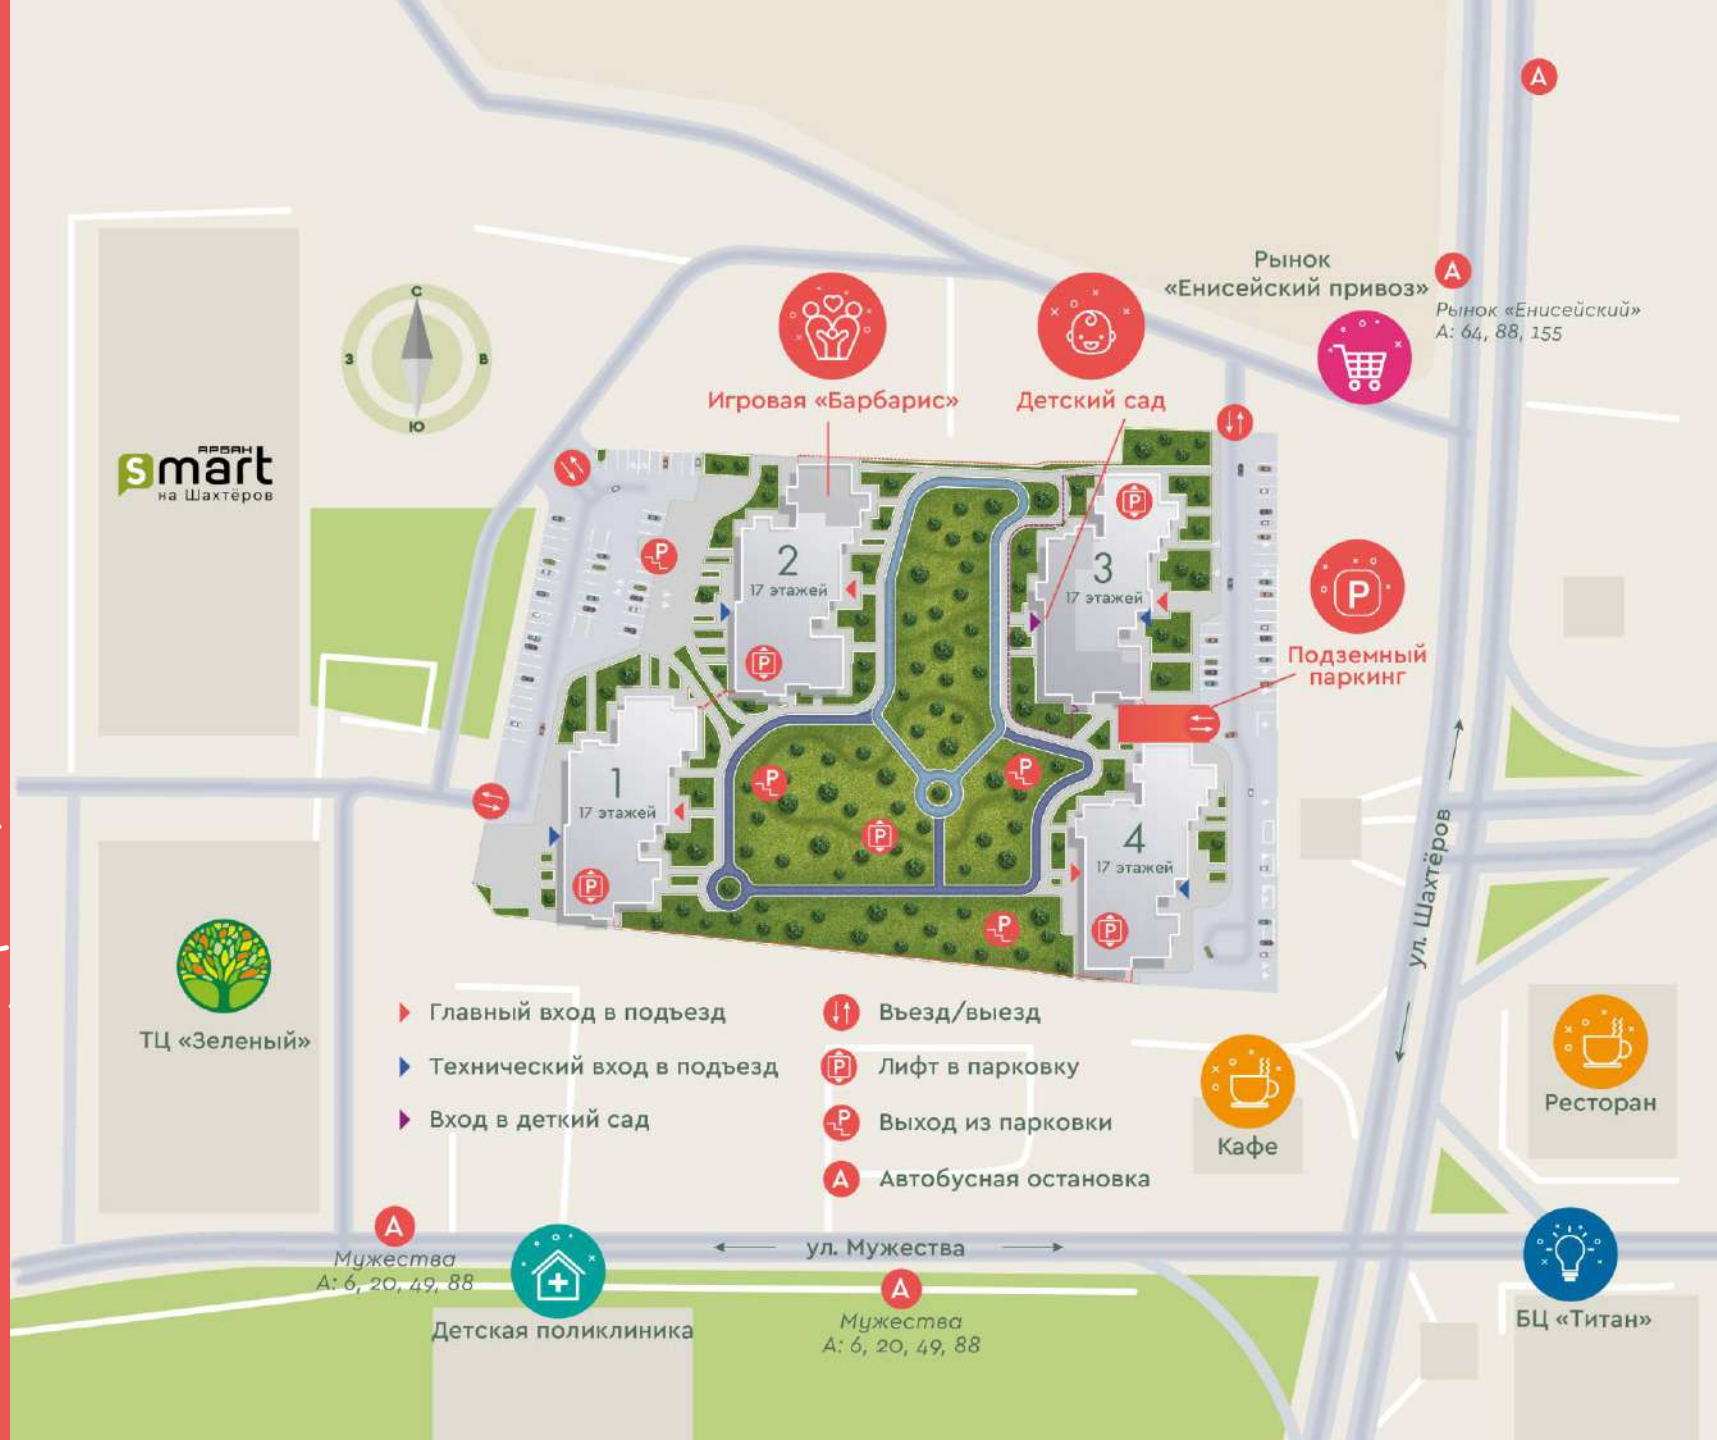 А
Рынок
«Енисейский привоз»
А
Рынок «Енисейский»
А: 64, 88, 155
С
З
В
Ю
Игровая «Барбарис»
Детский сад
АРБАН
smart
на Шахтёров
P
2
17 этажей
P
P
3
17 этажей
P
Подземный
паркинг
1
17 этажей
P
P
P
P
4
17 этажей
P
P
ул. Шахтёров
ТЦ «Зеленый»
Главный вход в подъезд
Технический вход в подъезд
Вход в деткий сад
Въезд/выезд
P
Лифт в парковку
P
Выход из парковки
А
Автобусная остановка
Кафе
Ресторан
А
Мужества
А: 6, 20, 49, 88
ул. Мужества
Детская поликлиника
А
Мужества
А: 6, 20, 49, 88
БЦ «Титан»